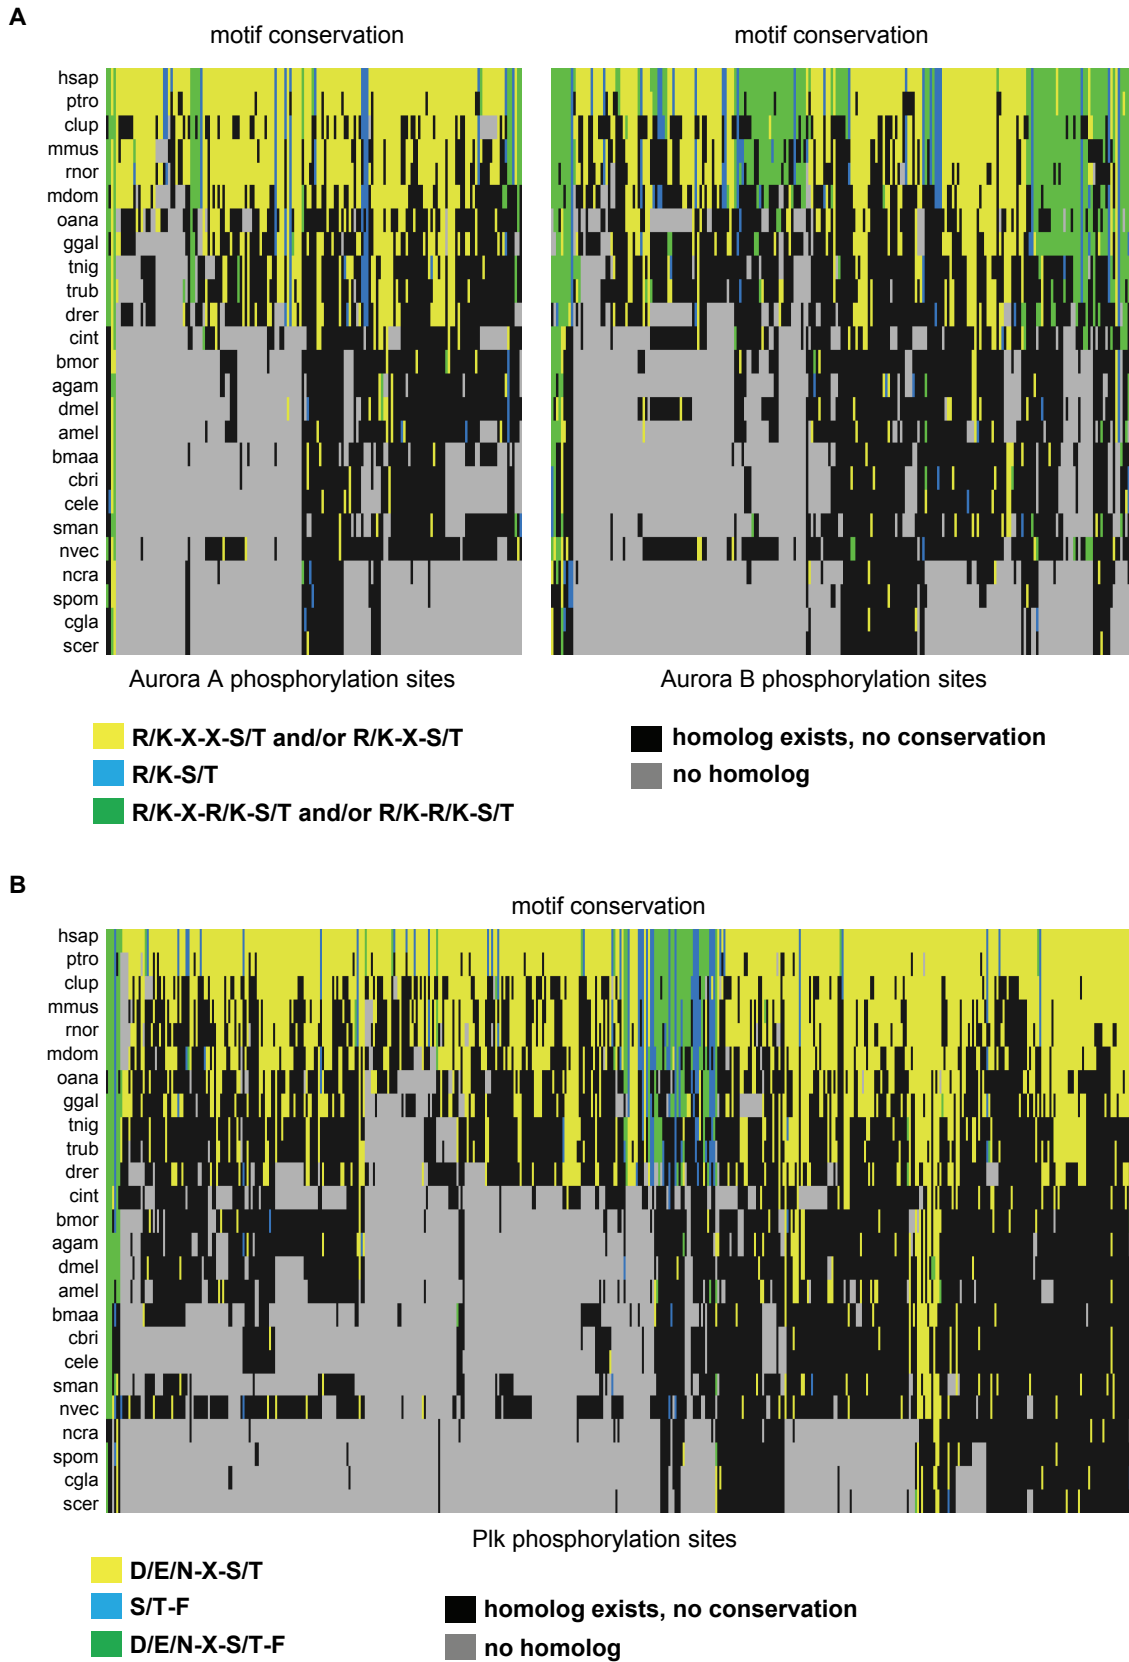 A
motif conservation
motif conservation
hsap
ptro
clup
mmus
rnor
mdom
oana
ggal
tnig
trub
drer
cint
bmor
agam
dmel
amel
bmaa
cbri
cele
sman
nvec
ncra
spom
cgla
scer
Aurora A phosphorylation sites
Aurora B phosphorylation sites
R/K-X-X-S/T and/or R/K-X-S/T
R/K-S/T
R/K-X-R/K-S/T and/or R/K-R/K-S/T
homolog exists, no conservation
no homolog
B
motif conservation
hsap
ptro
clup
mmus
rnor
mdom
oana
ggal
tnig
trub
drer
cint
bmor
agam
dmel
amel
bmaa
cbri
cele
sman
nvec
ncra
spom
cgla
scer
Plk phosphorylation sites
D/E/N-X-S/T
S/T-F
D/E/N-X-S/T-F
homolog exists, no conservation
no homolog